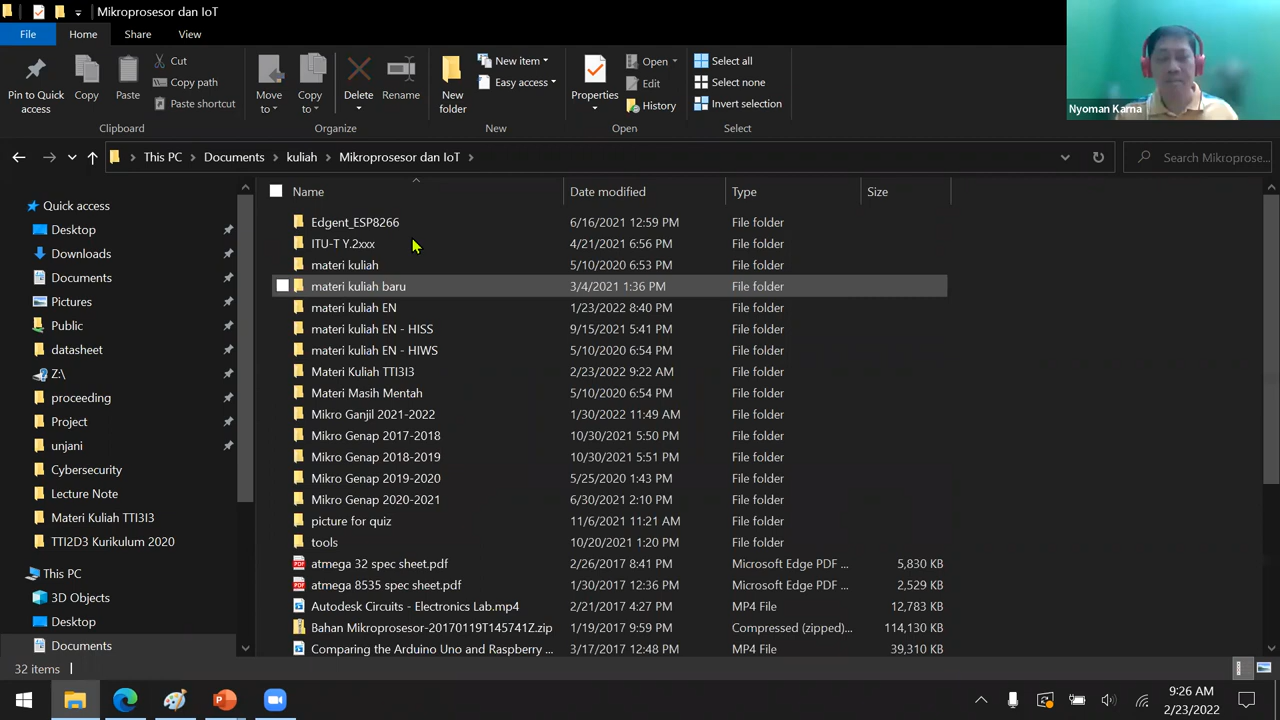 Mikroprosesor dan IoT
File Home Share View
Pin to Quick access
Copy
Paste
Cut
Copy path
Paste shortcut
Clipboard
Move to
Copy to
Delete
Rename
Organize
New folder
New item
Easy access
New
Properties
Open
Edit
History
Open
Select all
Select none
Invert selection
Select
Nyoman Karna
This PC Documents kuliah Mikroprosesor dan IoT
Search Mikroprose...
Quick access
Desktop
Downloads
Documents
Pictures
Public
datasheet
Z:\
proceeding
Project
unjani
Cybersecurity
Lecture Note
Materi Kuliah TTI3I3
TTI2D3 Kurikulum 2020
This PC
3D Objects
Desktop
Documents
Name Date modified Type Size
Edgent_ESP8266 6/16/2021 12:59 PM File folder
ITU-T Y.2xxx 4/21/2021 6:56 PM File folder
materi kuliah 5/10/2020 6:53 PM File folder
materi kuliah baru 3/4/2021 1:36 PM File folder
materi kuliah EN 1/23/2022 8:40 PM File folder
materi kuliah EN - HISS 9/15/2021 5:41 PM File folder
materi kuliah EN - HIWS 5/10/2020 6:54 PM File folder
Materi Kuliah TTI3I3 2/23/2022 9:22 AM File folder
Materi Masih Mentah 5/10/2020 6:54 PM File folder
Mikro Ganjil 2021-2022 1/30/2022 11:49 AM File folder
Mikro Genap 2017-2018 10/30/2021 5:50 PM File folder
Mikro Genap 2018-2019 10/30/2021 5:51 PM File folder
Mikro Genap 2019-2020 5/25/2020 1:43 PM File folder
Mikro Genap 2020-2021 6/30/2021 2:10 PM File folder
picture for quiz 11/6/2021 11:21 AM File folder
tools 10/20/2021 1:20 PM File folder
atmega 32 spec sheet.pdf 2/26/2017 8:41 PM Microsoft Edge PDF ... 5,830 KB
atmega 8535 spec sheet.pdf 1/30/2017 12:36 PM Microsoft Edge PDF ... 2,529 KB
Autodesk Circuits - Electronics Lab.mp4 2/21/2017 4:27 PM MP4 File 12,783 KB
Bahan Mikroprosesor-20170119T145741Z.zip 1/19/2017 9:59 PM Compressed (zipped)... 114,130 KB
Comparing the Arduino Uno and Raspberry ... 3/17/2017 12:48 PM MP4 File 39,310 KB
32 items
9:26 AM
2/23/2022